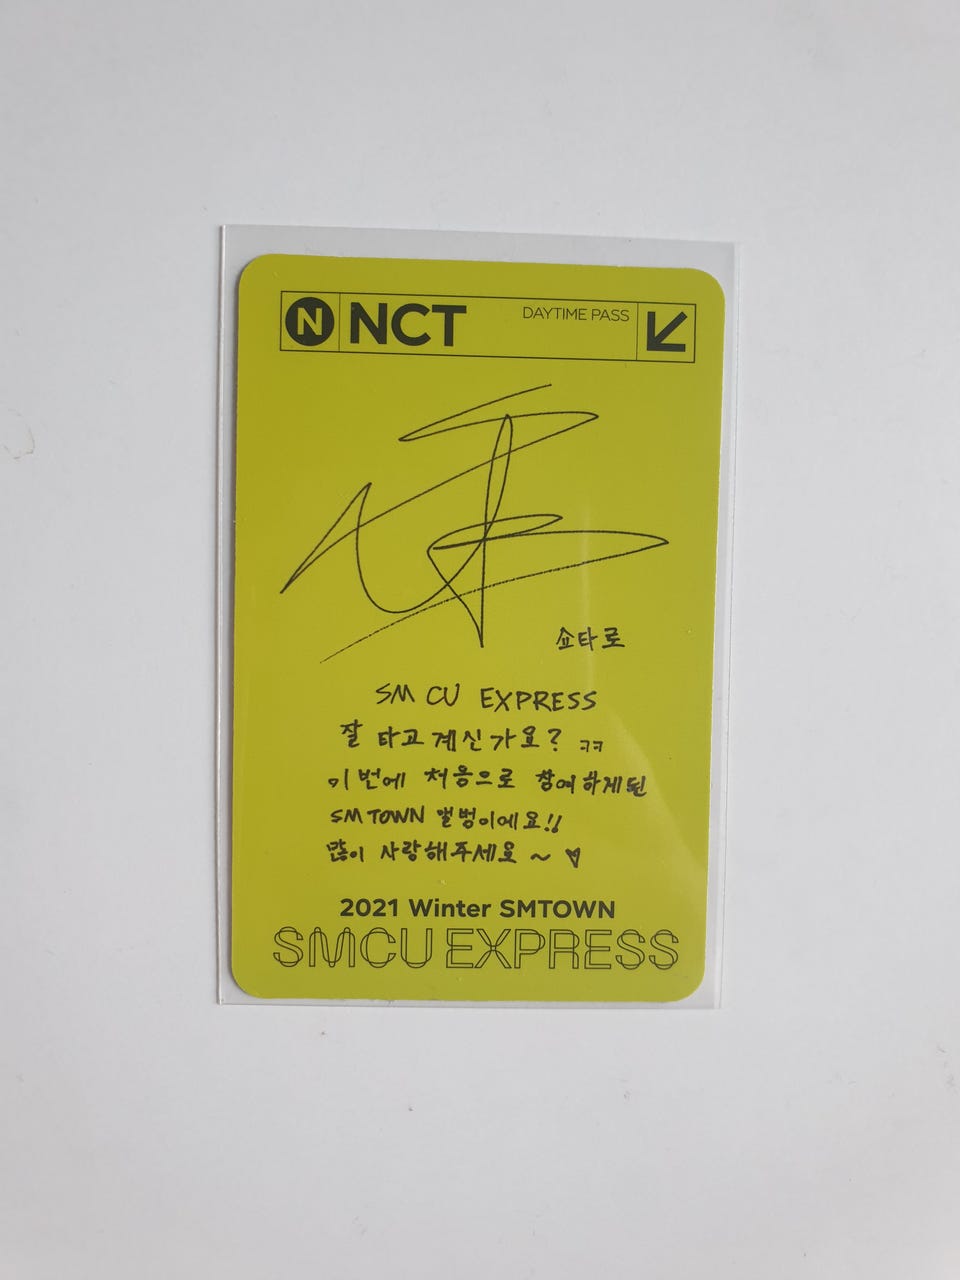 N NCT DAYTIME PASS
쇼타로
SM CU EXPRESS
잘 타고 계신가요? ㅋㅋ
이번에 처음으로 참여하게된
SMTOWN 앨범이에요!!
많이 사랑해주세요 ~ ♡
2021 Winter SMTOWN
SMCU EXPRESS